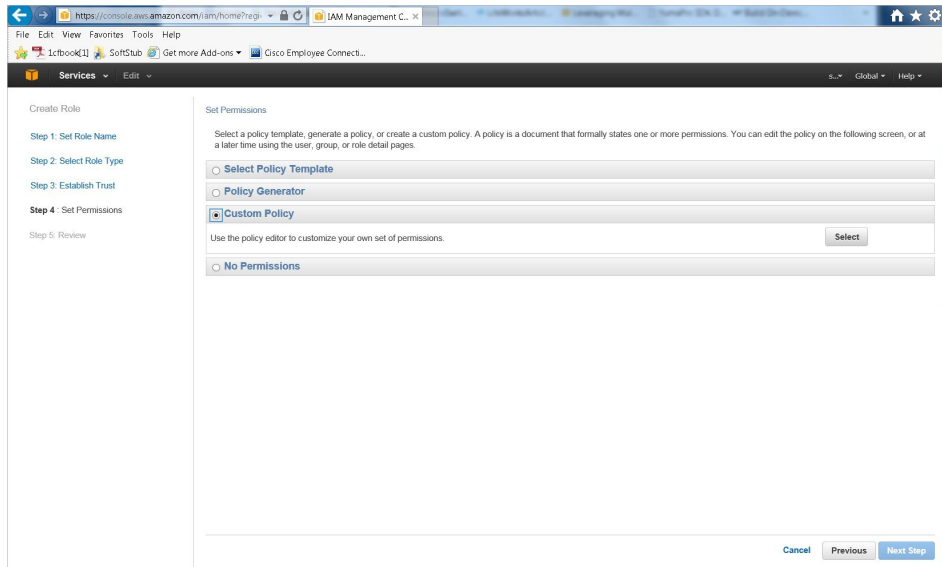 https://console.aws.amazon.com/iam/home?regi
IAM Management C...
File Edit View Favorites Tools Help
1cfbook[1] SoftStub Get more Add-ons Cisco Employee Connecti...
Services Edit s... Global Help
Create Role
Step 1: Set Role Name
Step 2: Select Role Type
Step 3: Establish Trust
Step 4 : Set Permissions
Step 5: Review
Set Permissions
Select a policy template, generate a policy, or create a custom policy. A policy is a document that formally states one or more permissions. You can edit the policy on the following screen, or at
a later time using the user, group, or role detail pages.
Select Policy Template
Policy Generator
Custom Policy
Use the policy editor to customize your own set of permissions.
Select
No Permissions
Cancel Previous Next Step